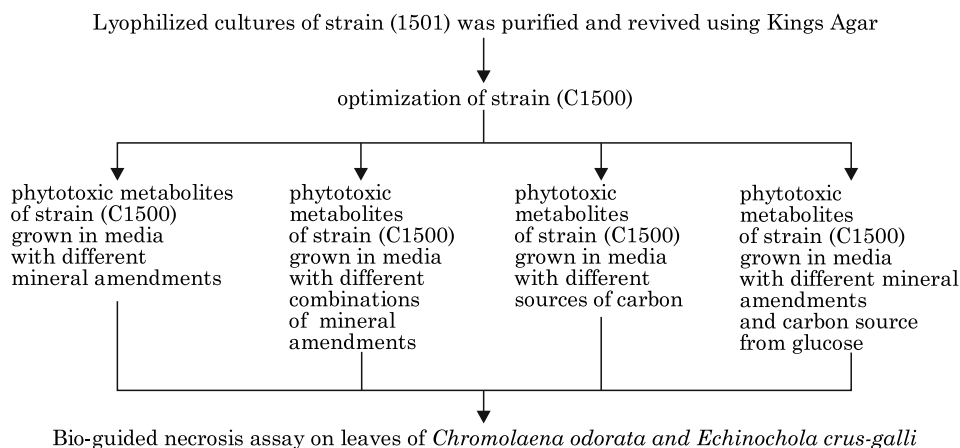 Lyophilized cultures of strain (1501) was purified and revived using Kings Agar
optimization of strain (C1500)
phytotoxic metabolites
of strain (C1500)
grown in media
with different
mineral amendments
phytotoxic
metabolites
of strain (C1500)
grown in media
with different
combinations
of mineral
amendments
phytotoxic
metabolites
of strain (C1500)
grown in media
with different
sources of carbon
phytotoxic
metabolites
of strain (C1500)
grown in media
with different mineral
amendments
and carbon source
from glucose
Bio-guided necrosis assay on leaves of Chromolaena odorata and Echinochola crus-galli